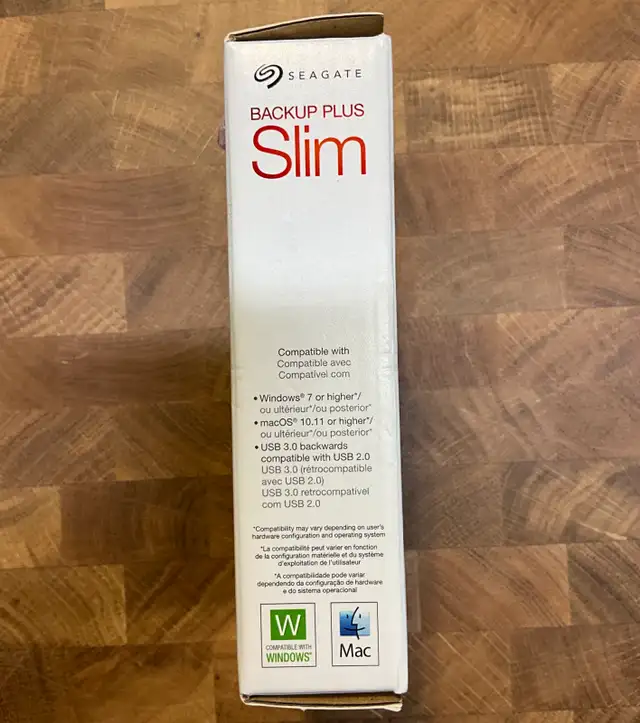 SEAGATE
BACKUP PLUS
Slim
Compatible with
Compatible avec
Compatível com
• Windows® 7 or higher*/
ou ultérieur*/ou posterior*
• macOS® 10.11 or higher*/
ou ultérieur*/ou posterior*
• USB 3.0 backwards
compatible with USB 2.0
USB 3.0 (rétrocompatible
avec USB 2.0)
USB 3.0 retrocompatível
com USB 2.0
*Compatibility may vary depending on user's
hardware configuration and operating system
*La compatibilité peut varier en fonction
de la configuration matérielle et du système
d'exploitation de l'utilisateur
*A compatibilidade pode variar
dependendo da configuração de hardware
e do sistema operacional
W
COMPATIBLE WITH
WINDOWS®
Mac